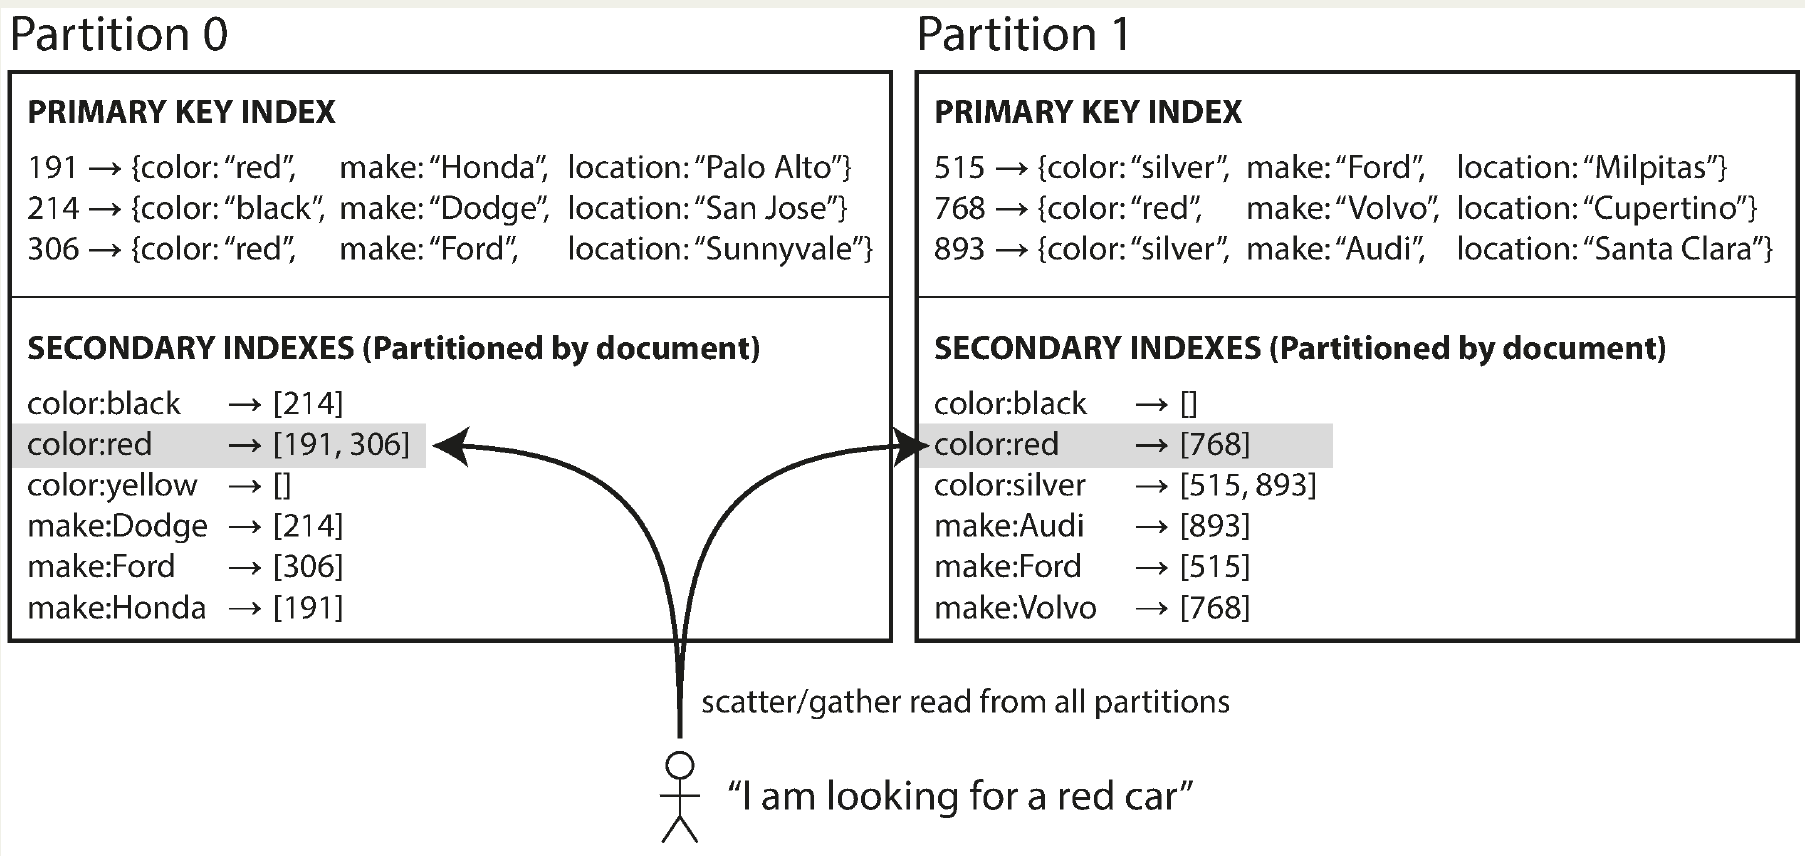 Partition 0
PRIMARY KEY INDEX
191 → {color: “red”, make: “Honda”, location: “Palo Alto”}
214 → {color: “black”, make: “Dodge”, location: “San Jose”}
306 → {color: “red”, make: “Ford”, location: “Sunnyvale”}
SECONDARY INDEXES (Partitioned by document)
color:black → [214]
color:red → [191, 306]
color:yellow → []
make:Dodge → [214]
make:Ford → [306]
make:Honda → [191]
Partition 1
PRIMARY KEY INDEX
515 → {color: “silver”, make: “Ford”, location: “Milpitas”}
768 → {color: “red”, make: “Volvo”, location: “Cupertino”}
893 → {color: “silver”, make: “Audi”, location: “Santa Clara”}
SECONDARY INDEXES (Partitioned by document)
color:black → []
color:red → [768]
color:silver → [515, 893]
make:Audi → [893]
make:Ford → [515]
make:Volvo → [768]
scatter/gather read from all partitions
“I am looking for a red car”